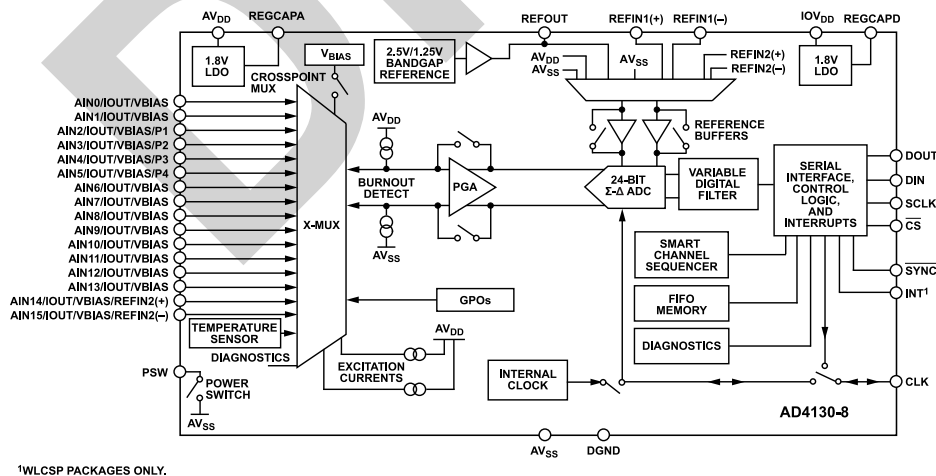 AVDD
REGCAPA
REFOUT
REFIN1(+)
REFIN1(–)
IOVDD
REGCAPD
1.8V
LDO
VBIAS
CROSSPOINT
MUX
2.5V/1.25V
BANDGAP
REFERENCE
AVDD
AVSS
AVSS
REFIN2(+)
REFIN2(–)
1.8V
LDO
REFERENCE
BUFFERS
AIN0/IOUT/VBIAS
AIN1/IOUT/VBIAS
AIN2/IOUT/VBIAS/P1
AIN3/IOUT/VBIAS/P2
AIN4/IOUT/VBIAS/P3
AIN5/IOUT/VBIAS/P4
AIN6/IOUT/VBIAS
AIN7/IOUT/VBIAS
AIN8/IOUT/VBIAS
AIN9/IOUT/VBIAS
AIN10/IOUT/VBIAS
AIN11/IOUT/VBIAS
AIN12/IOUT/VBIAS
AIN13/IOUT/VBIAS
AIN14/IOUT/VBIAS/REFIN2(+)
AIN15/IOUT/VBIAS/REFIN2(–)
X-MUX
AVDD
BURNOUT
DETECT
AVSS
PGA
24-BIT
Σ-Δ ADC
VARIABLE
DIGITAL
FILTER
SERIAL
INTERFACE,
CONTROL
LOGIC,
AND
INTERRUPTS
DOUT
DIN
SCLK
CS
SYNC
INT1
SMART
CHANNEL
SEQUENCER
FIFO
MEMORY
DIAGNOSTICS
GPOs
TEMPERATURE
SENSOR
DIAGNOSTICS
AVDD
EXCITATION
CURRENTS
INTERNAL
CLOCK
CLK
PSW
POWER
SWITCH
AVSS
AD4130-8
AVSS
DGND
1WLCSP PACKAGES ONLY.